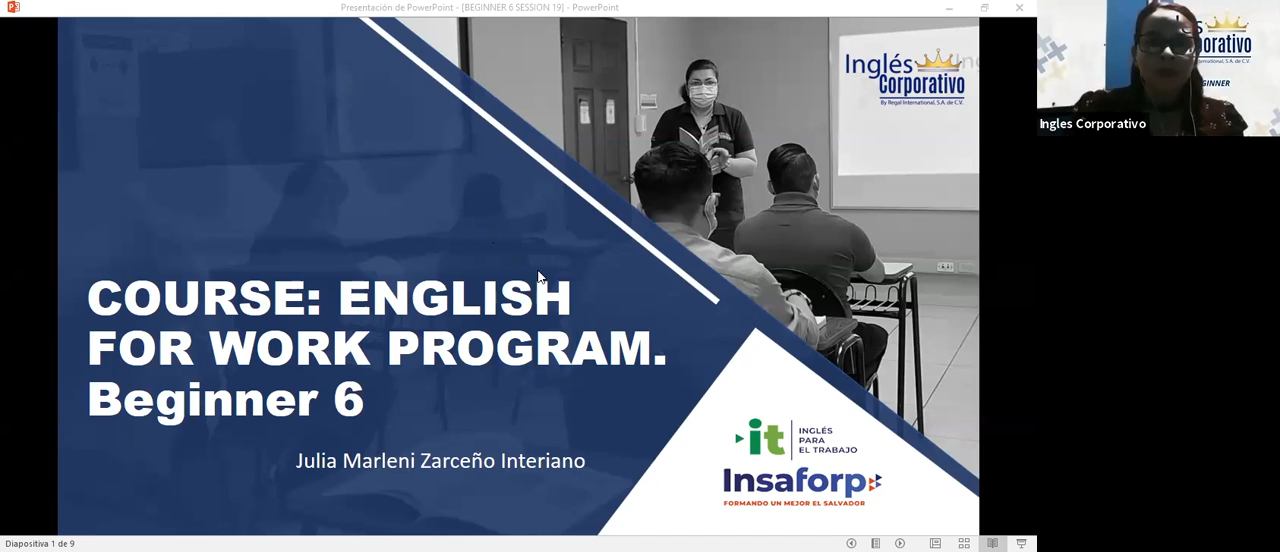 Presentación de PowerPoint - [BEGINNER 6 SESSION 19] - PowerPoint
Inglés
Corporativo
By Regal International, S.A. de C.V.
COURSE: ENGLISH
FOR WORK PROGRAM.
Beginner 6
Julia Marleni Zarceño Interiano
it
INGLÉS
PARA
EL TRABAJO
Insaforp
FORMANDO UN MEJOR EL SALVADOR
Ingles Corporativo
Diapositiva 1 de 9